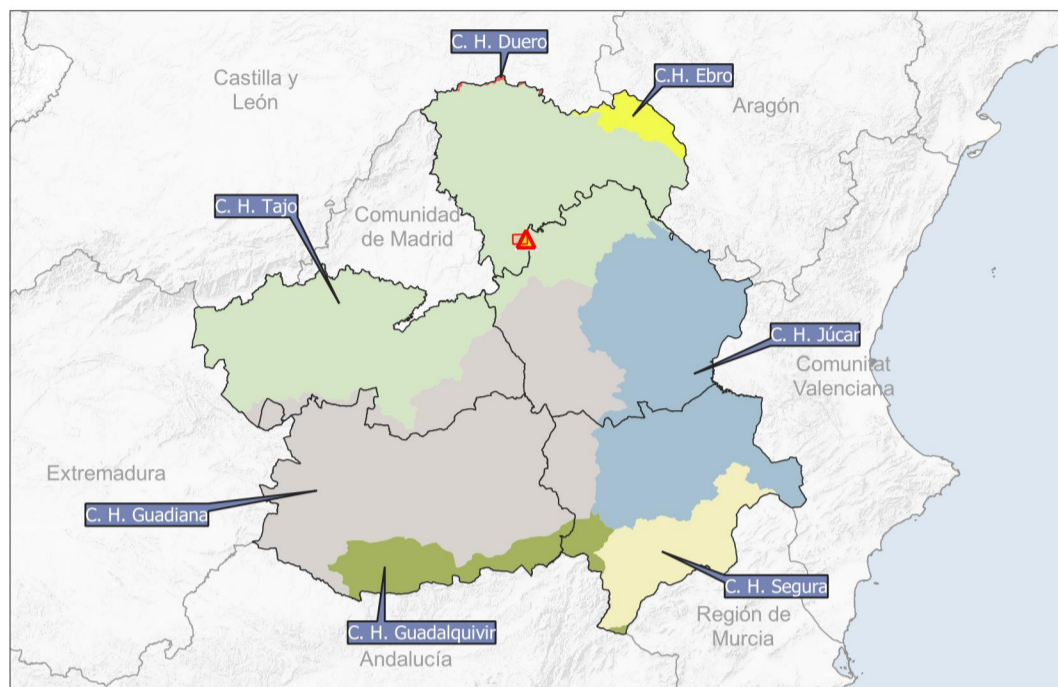 C. H. Duero
Castilla y
León
C.H. Ebro
Aragón
C. H. Tajo
Comunidad
de Madrid
C. H. Júcar
Comunitat
Valenciana
Extremadura
C. H. Guadiana
C. H. Segura
Región de
Murcia
C. H. Guadalquivir
Andalucía